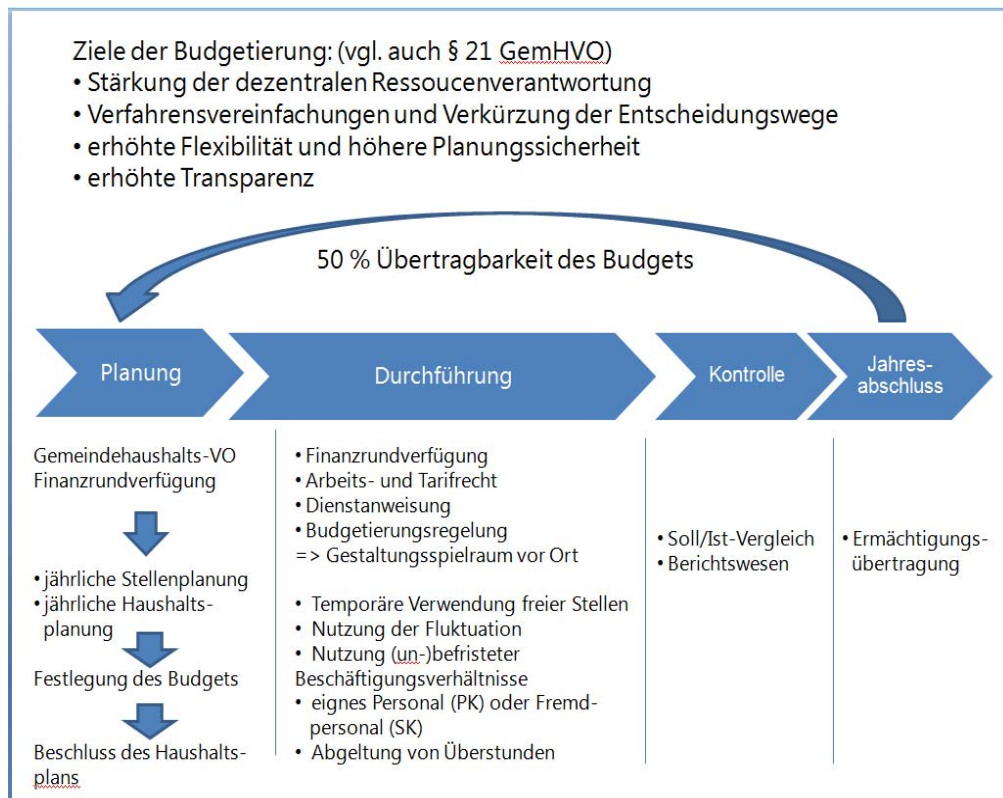 Ziele der Budgetierung: (vgl. auch § 21 GemHVO)
• Stärkung der dezentralen Ressoucenverantwortung
• Verfahrensvereinfachungen und Verkürzung der Entscheidungswege
• erhöhte Flexibilität und höhere Planungssicherheit
• erhöhte Transparenz
50 % Übertragbarkeit des Budgets
Planung
Durchführung
Kontrolle
Jahres-
abschluss
Gemeindehaushalts-VO
Finanzrundverfügung
• jährliche Stellenplanung
• jährliche Haushalts-
planung
Festlegung des Budgets
Beschluss des Haushalts-
plans
• Finanzrundverfügung
• Arbeits- und Tarifrecht
• Dienstanweisung
• Budgetierungsregelung
=> Gestaltungsspielraum vor Ort
• Temporäre Verwendung freier Stellen
• Nutzung der Fluktuation
• Nutzung (un-)befristeter
Beschäftigungsverhältnisse
• eignes Personal (PK) oder Fremd-
personal (SK)
• Abgeltung von Überstunden
• Soll/Ist-Vergleich
• Berichtswesen
• Ermächtigungs-
übertragung